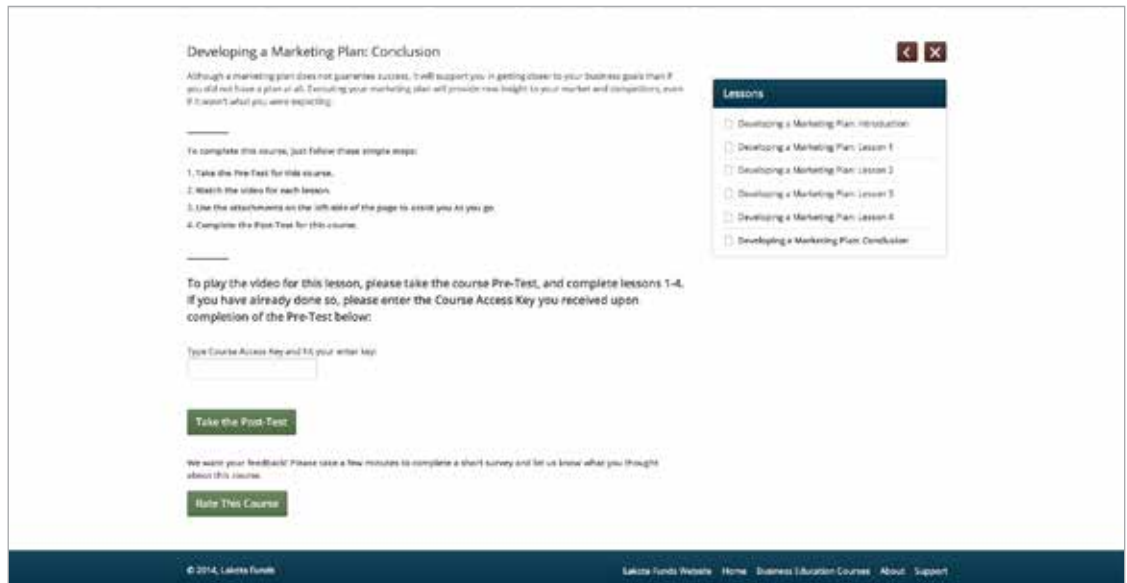 Developing a Marketing Plan: Conclusion
Although a marketing plan does not guarantee success, it will support you in getting closer to your business goals than if
you did not have a plan at all. Executing your marketing plan will provide new insight to your market and competitors, even
if it wasn't what you were expecting.
To complete this course, just follow these simple steps:
1. Take the Pre-Test for this course.
2. Watch the video for each lesson.
3. Use the attachments on the left side of the page to assist you as you go.
4. Complete the Post-Test for this course.
To play the video for this lesson, please take the course Pre-Test, and complete lessons 1-4.
If you have already done so, please enter the Course Access Key you received upon
completion of the Pre-Test below:
Type Course Access Key and hit your enter key:
Take the Post-Test
We want your feedback! Please take a few minutes to complete a short survey and let us know what you thought
about this course.
Rate This Course
Lessons
Developing a Marketing Plan: Introduction
Developing a Marketing Plan: Lesson 1
Developing a Marketing Plan: Lesson 2
Developing a Marketing Plan: Lesson 3
Developing a Marketing Plan: Lesson 4
Developing a Marketing Plan: Conclusion
© 2014, Lakota Funds
Lakota Funds Website Home Business Education Courses About Support